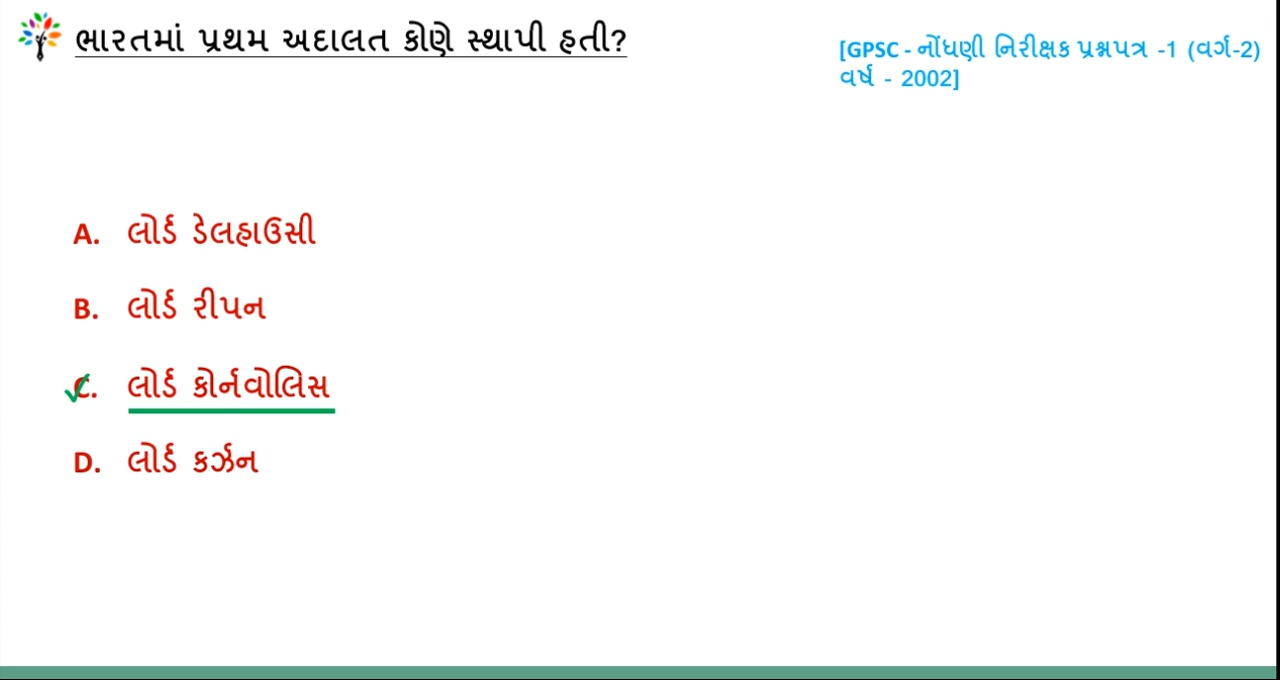 ભારતમાં પ્રથમ અદાલત કોણે સ્થાપી હતી?
[GPSC - નોંધણી નિરીક્ષક પ્રશ્નપત્ર -1 (વર્ગ-2)
વર્ષ - 2002]
A. લોર્ડ ડેલહાઉસી
B. લોર્ડ રીપન
C. લોર્ડ કોર્નવોલિસ
D. લોર્ડ કર્ઝન